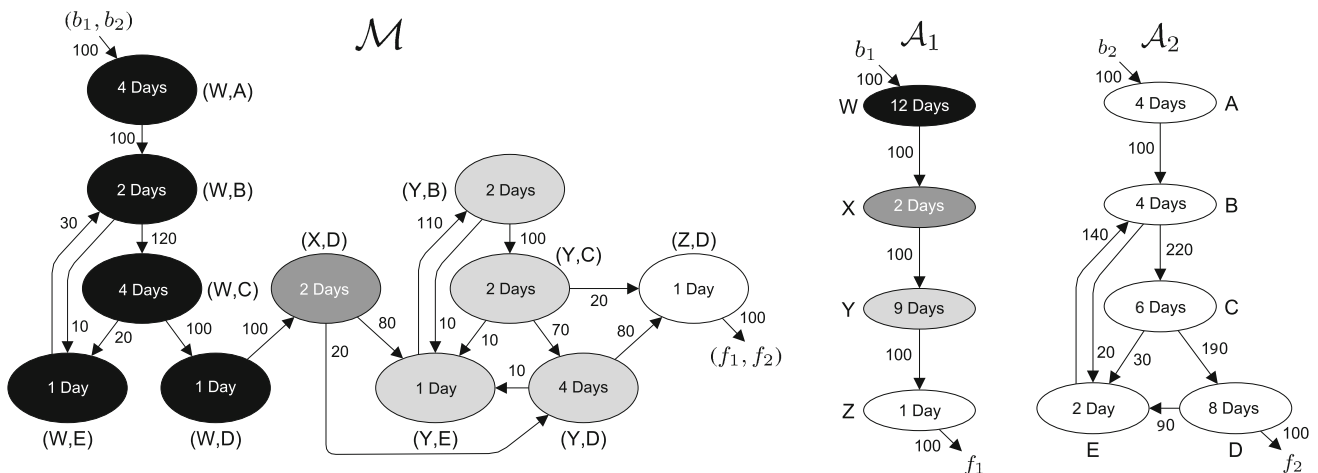 (b₁, b₂)
M
100
4 Days
(W,A)
100
2 Days
(W,B)
30
120
10
4 Days
(W,C)
20
100
1 Day
(W,E)
1 Day
(W,D)
100
(X,D)
2 Days
80
20
(Y,B)
2 Days
110
100
10
(Y,C)
2 Days
20
10
70
1 Day
(Y,E)
10
4 Days
(Y,D)
80
(Z,D)
1 Day
100
(f₁, f₂)
A₁
b₁
100
W
12 Days
100
X
2 Days
100
Y
9 Days
100
Z
1 Day
100
f₁
A₂
b₂
100
4 Days
A
100
4 Days
B
140
220
20
6 Days
C
30
190
2 Day
E
90
8 Days
D
100
f₂